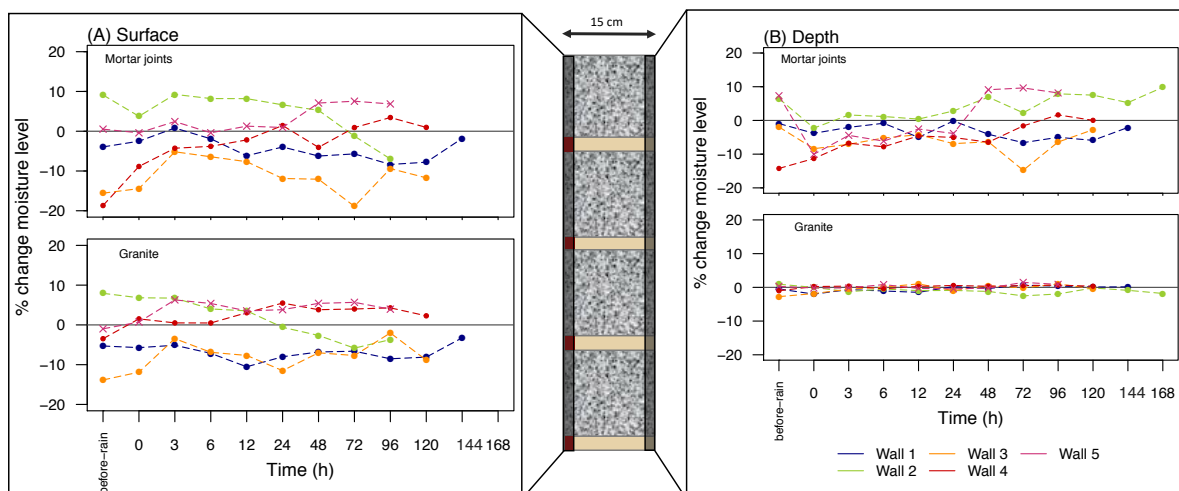 (A) Surface
Mortar joints
20
10
0
−10
−20
Granite
20
10
0
−10
−20
% change moisture level
before-rain 0 3 6 12 24 48 72 96 120 144 168
Time (h)
15 cm
(B) Depth
Mortar joints
20
10
0
−10
−20
Granite
20
10
0
−10
−20
% change moisture level
before-rain 0 3 6 12 24 48 72 96 120 144 168
Time (h)
Wall 1 Wall 3 Wall 5
Wall 2 Wall 4